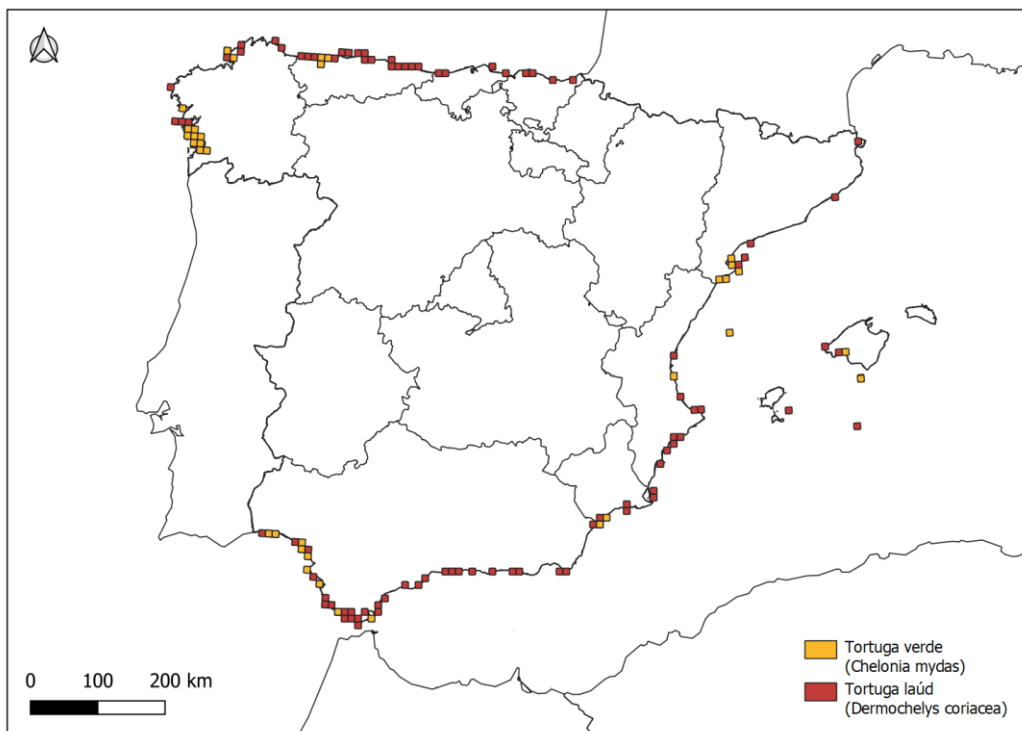 Tortuga verde
(Chelonia mydas)
Tortuga laúd
(Dermochelys coriacea)
0 100 200 km